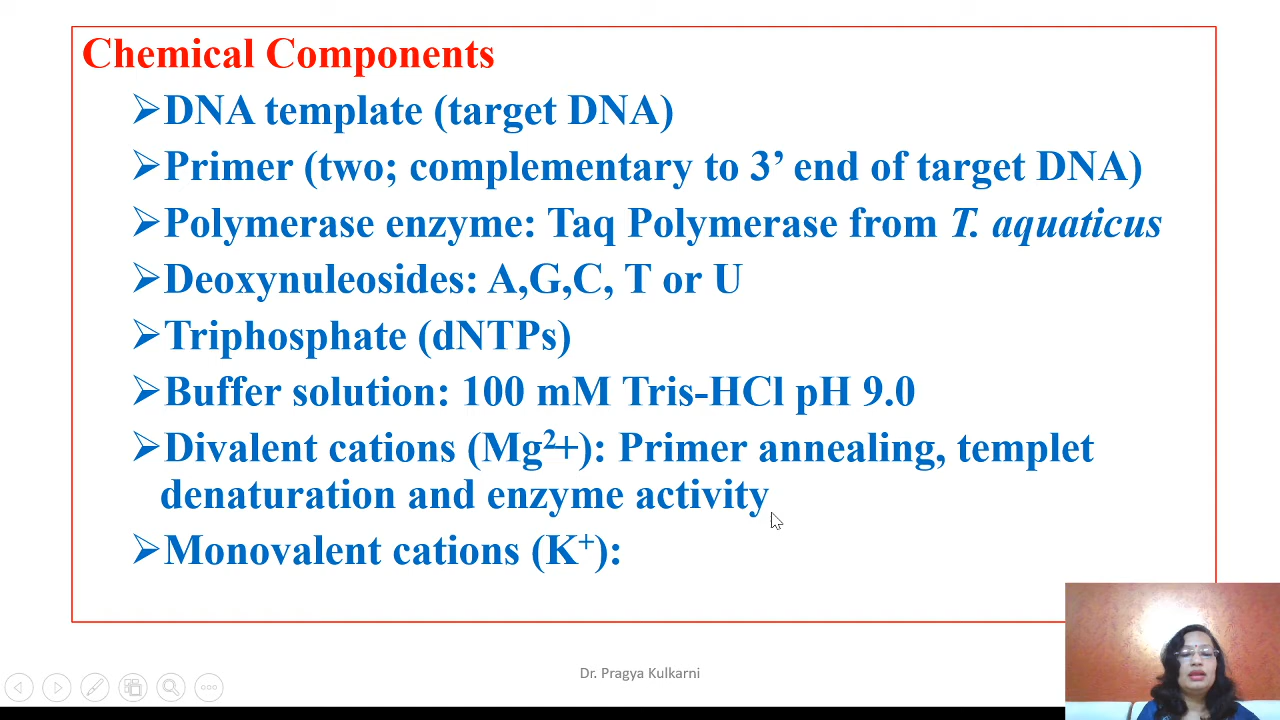 Chemical Components
➢DNA template (target DNA)
➢Primer (two; complementary to 3’ end of target DNA)
➢Polymerase enzyme: Taq Polymerase from T. aquaticus
➢Deoxynuleosides: A,G,C, T or U
➢Triphosphate (dNTPs)
➢Buffer solution: 100 mM Tris-HCl pH 9.0
➢Divalent cations (Mg²+): Primer annealing, templet
denaturation and enzyme activity
➢Monovalent cations (K⁺):
Dr. Pragya Kulkarni